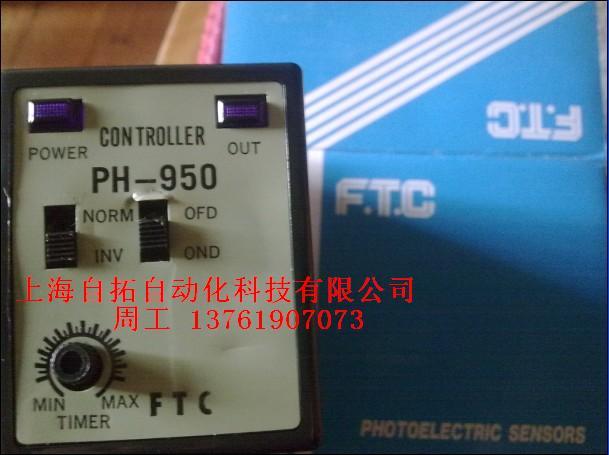 POWER
CONTROLLER
OUT
PH-950
NORM
OFD
INV
OND
上海自拓自动化科技有限公司
周工 13761907073
MIN
MAX
TIMER
FTC
F.T.C
F.T.C
PHOTOELECTRIC SENSORS